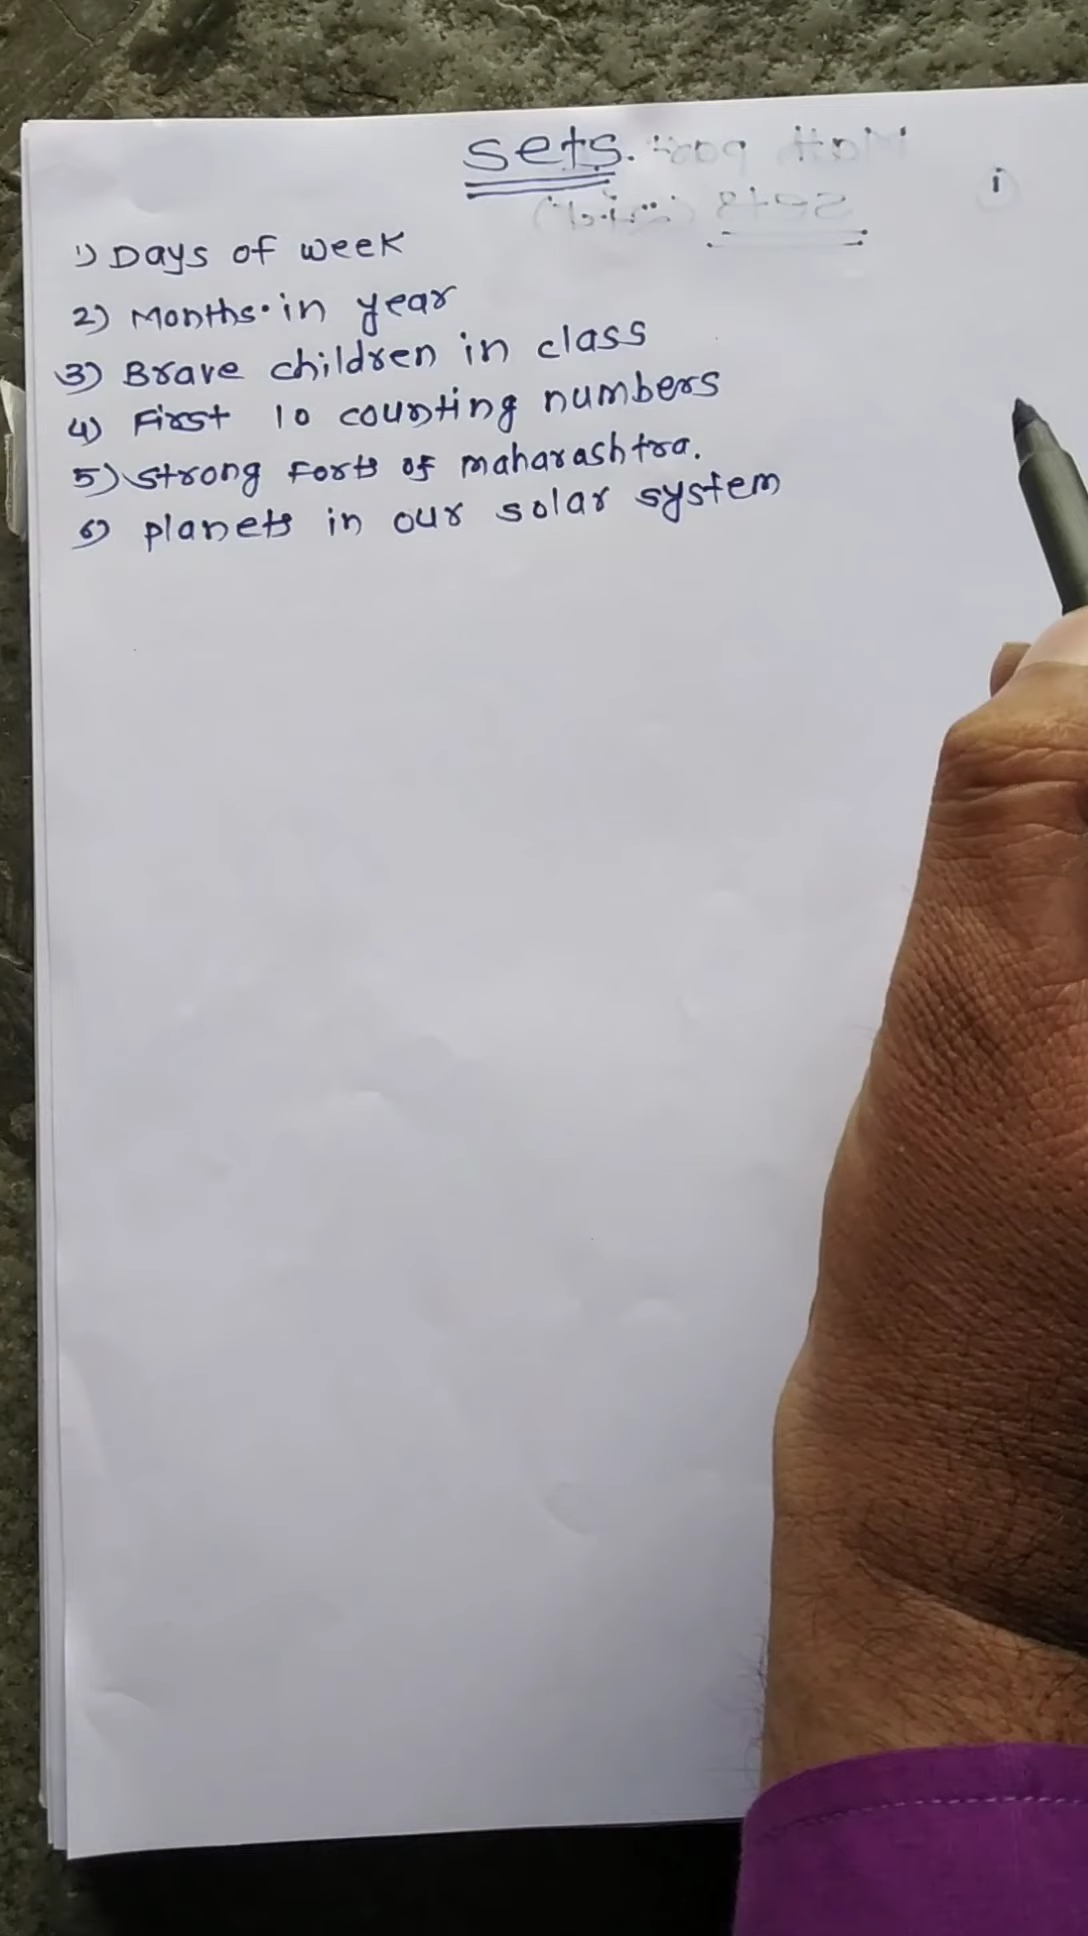 sets.
1) Days of week
2) Months in year
3) Brave children in class
4) First 10 counting numbers
5) strong Forts of maharashtra.
6) planets in our solar system